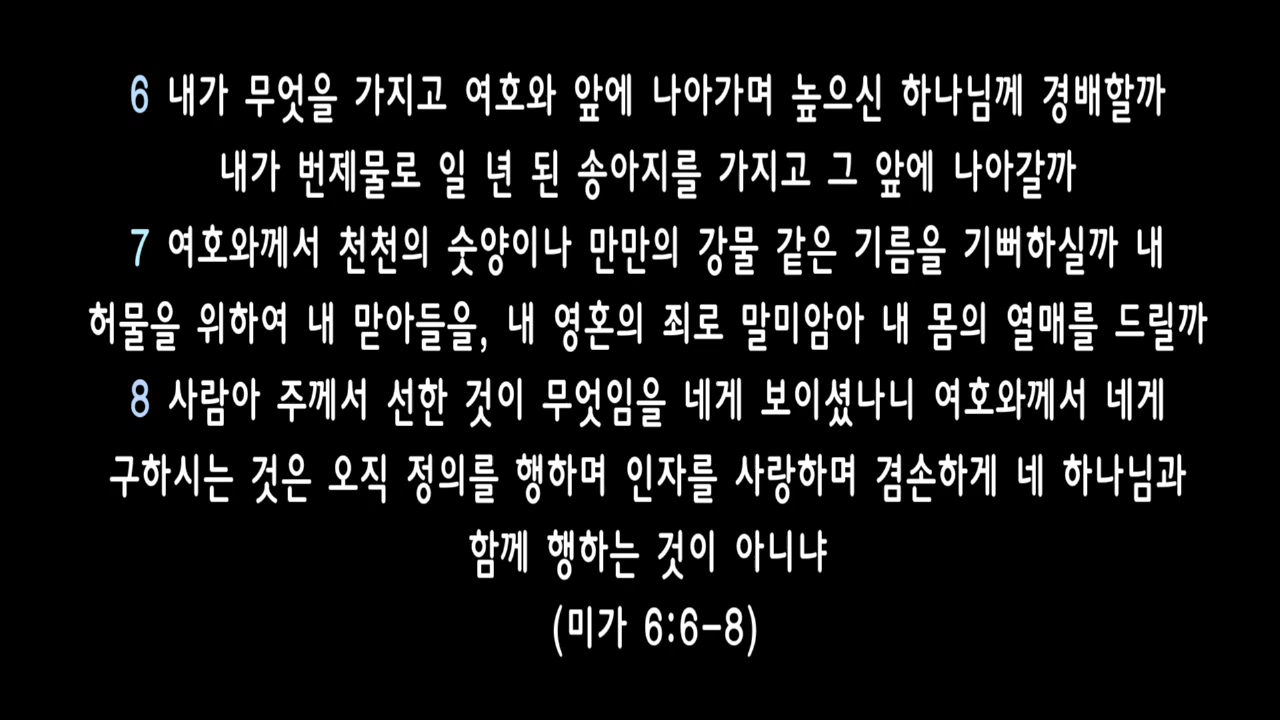 6 내가 무엇을 가지고 여호와 앞에 나아가며 높으신 하나님께 경배할까
내가 번제물로 일 년 된 송아지를 가지고 그 앞에 나아갈까
7 여호와께서 천천의 숫양이나 만만의 강물 같은 기름을 기뻐하실까 내
허물을 위하여 내 맏아들을, 내 영혼의 죄로 말미암아 내 몸의 열매를 드릴까
8 사람아 주께서 선한 것이 무엇임을 네게 보이셨나니 여호와께서 네게
구하시는 것은 오직 정의를 행하며 인자를 사랑하며 겸손하게 네 하나님과
함께 행하는 것이 아니냐
(미가 6:6-8)